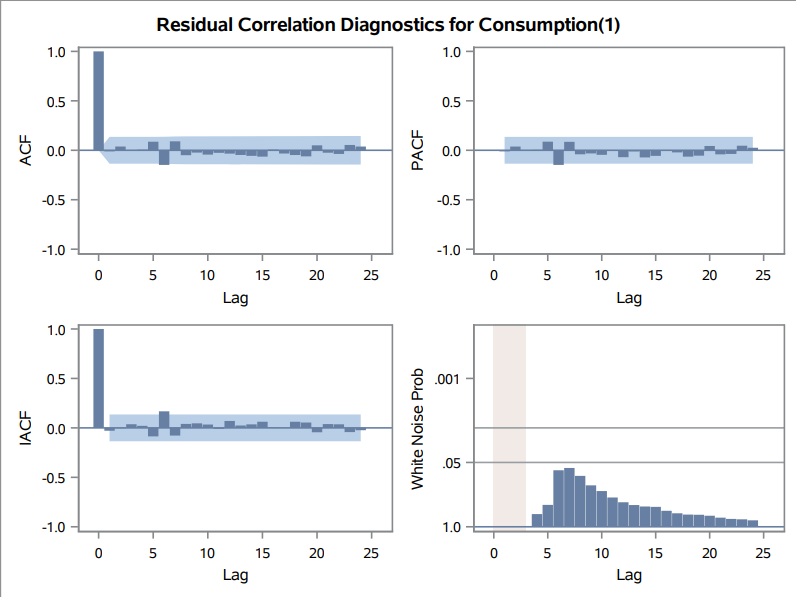 Residual Correlation Diagnostics for Consumption(1)
1.0
0.5
0.0
-0.5
-1.0
ACF
0 5 10 15 20 25
Lag
1.0
0.5
0.0
-0.5
-1.0
PACF
0 5 10 15 20 25
Lag
1.0
0.5
0.0
-0.5
-1.0
IACF
0 5 10 15 20 25
Lag
.001
.05
1.0
White Noise Prob
0 5 10 15 20 25
Lag